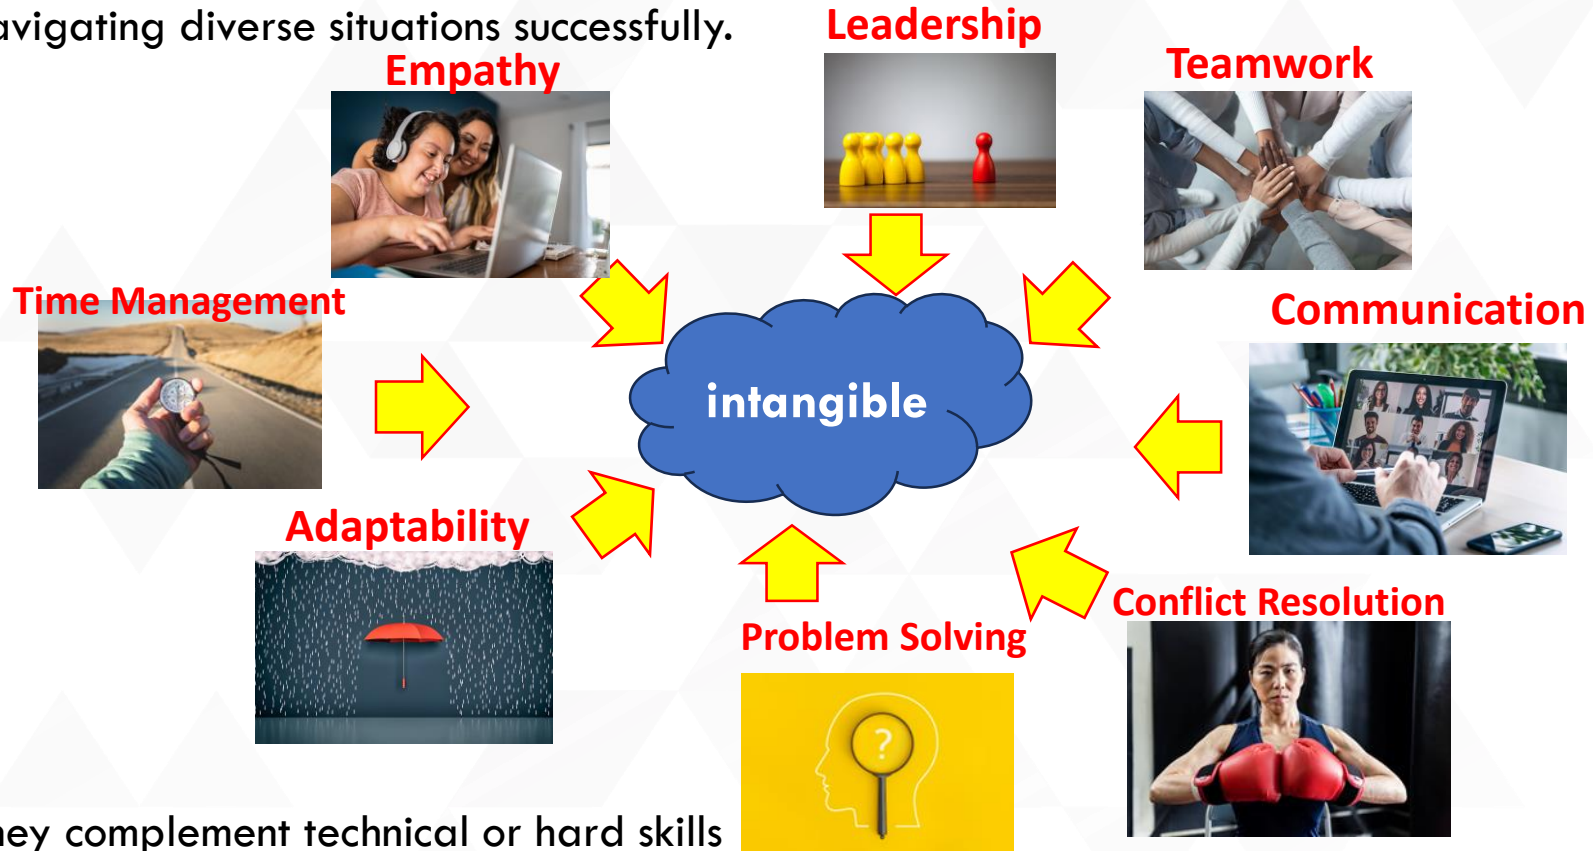 avigating diverse situations successfully.
Leadership
Empathy
Teamwork
Time Management
Communication
intangible
Adaptability
Conflict Resolution
Problem Solving
?
hey complement technical or hard skills